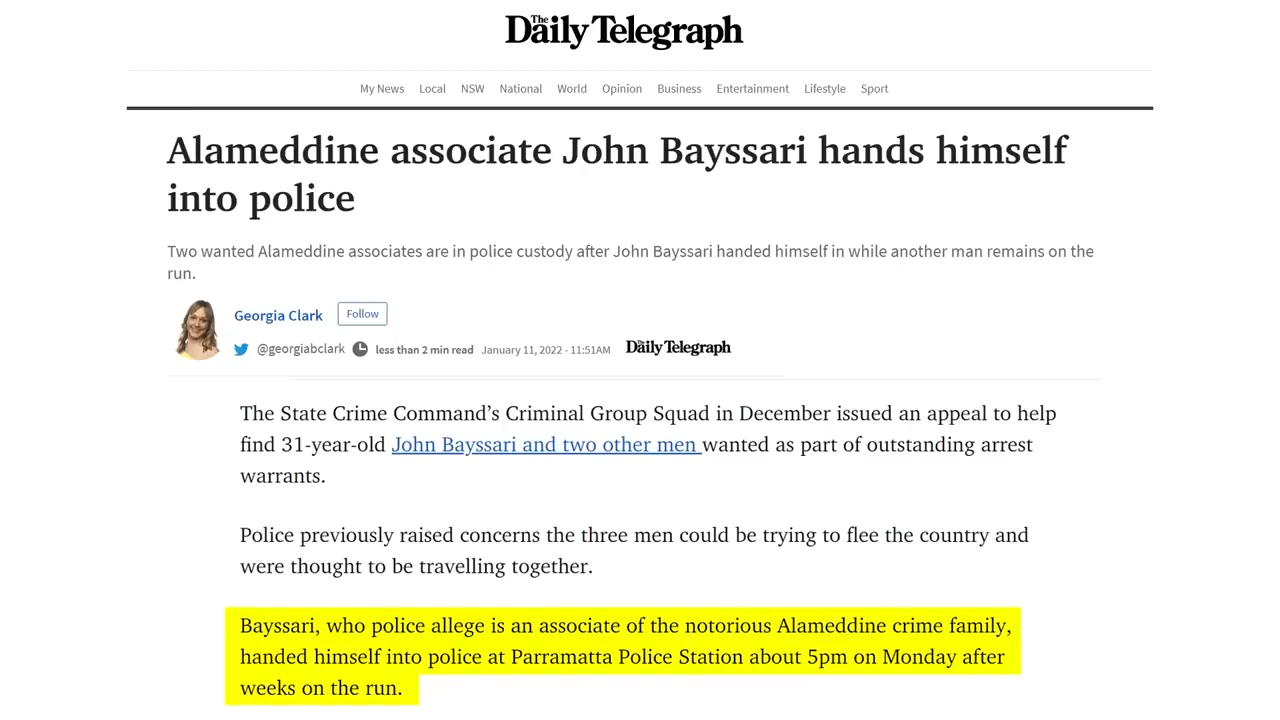 The Daily Telegraph
My News Local NSW National World Opinion Business Entertainment Lifestyle Sport
Alameddine associate John Bayssari hands himself
into police
Two wanted Alameddine associates are in police custody after John Bayssari handed himself in while another man remains on the
run.
Georgia Clark Follow
@georgiabclark less than 2 min read January 11, 2022 - 11:51AM The Daily Telegraph
The State Crime Command’s Criminal Group Squad in December issued an appeal to help
find 31-year-old John Bayssari and two other men wanted as part of outstanding arrest
warrants.
Police previously raised concerns the three men could be trying to flee the country and
were thought to be travelling together.
Bayssari, who police allege is an associate of the notorious Alameddine crime family,
handed himself into police at Parramatta Police Station about 5pm on Monday after
weeks on the run.